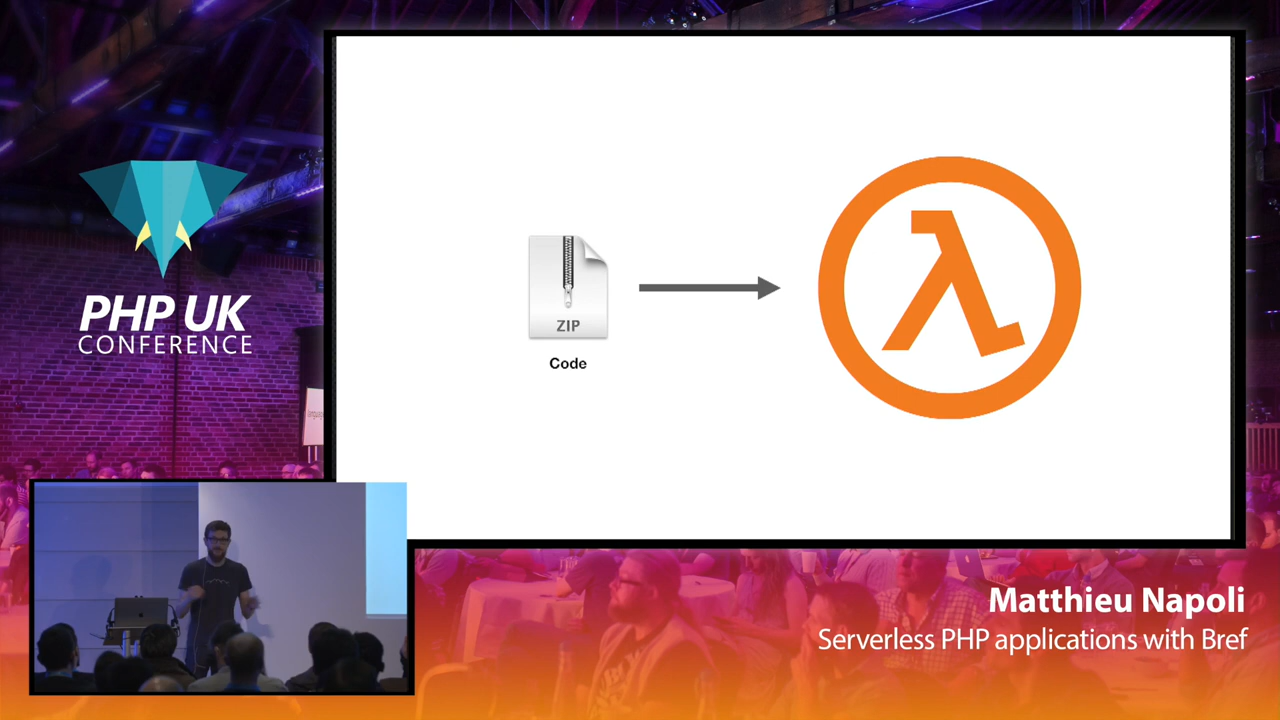 PHP UK
CONFERENCE
ZIP
Code
λ
Matthieu Napoli
Serverless PHP applications with Bref